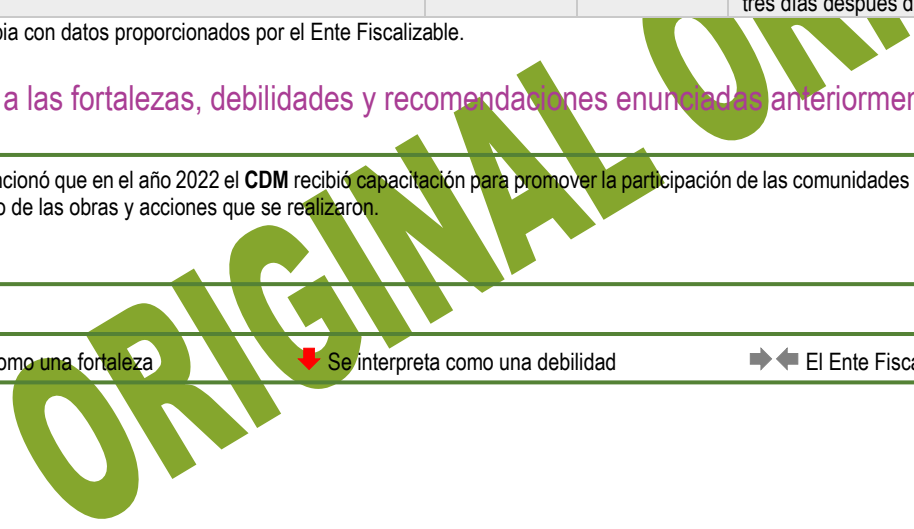 tres días después d
pia con datos proporcionados por el Ente Fiscalizable.
a las fortalezas, debilidades y recomendaciones enunciadas anteriormen
cionó que en el año 2022 el CDM recibió capacitación para promover la participación de las comunidades
o de las obras y acciones que se realizaron.
omo una fortaleza
Se interpreta como una debilidad
El Ente Fisca
ORIGINAL ORI